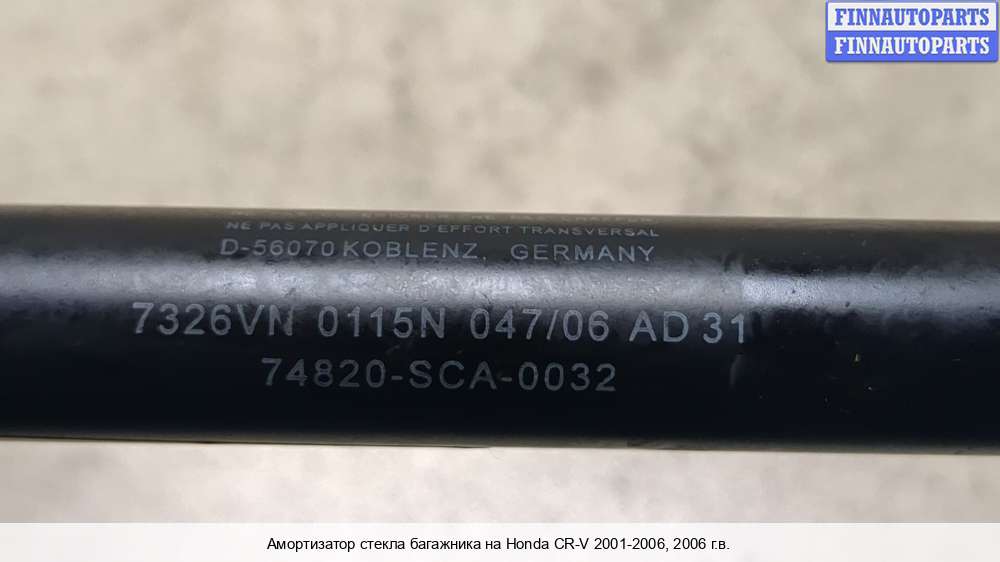 FINNAUTOPARTS
FINNAUTOPARTS
NE PAS APPLIQUER D'EFFORT TRANSVERSAL
D-56070 KOBLENZ, GERMANY
7326VN 0115N 047/06 AD 31
74820-SCA-0032
Амортизатор стекла багажника на Honda CR-V 2001-2006, 2006 г.в.